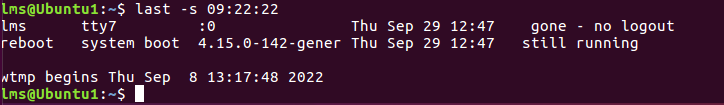 lms@Ubuntu1:~$ last -s 09:22:22
lms      tty7         :0               Thu Sep 29 12:47    gone - no logout
reboot   system boot  4.15.0-142-gener Thu Sep 29 12:47   still running
wtmp begins Thu Sep  8 13:17:48 2022
lms@Ubuntu1:~$